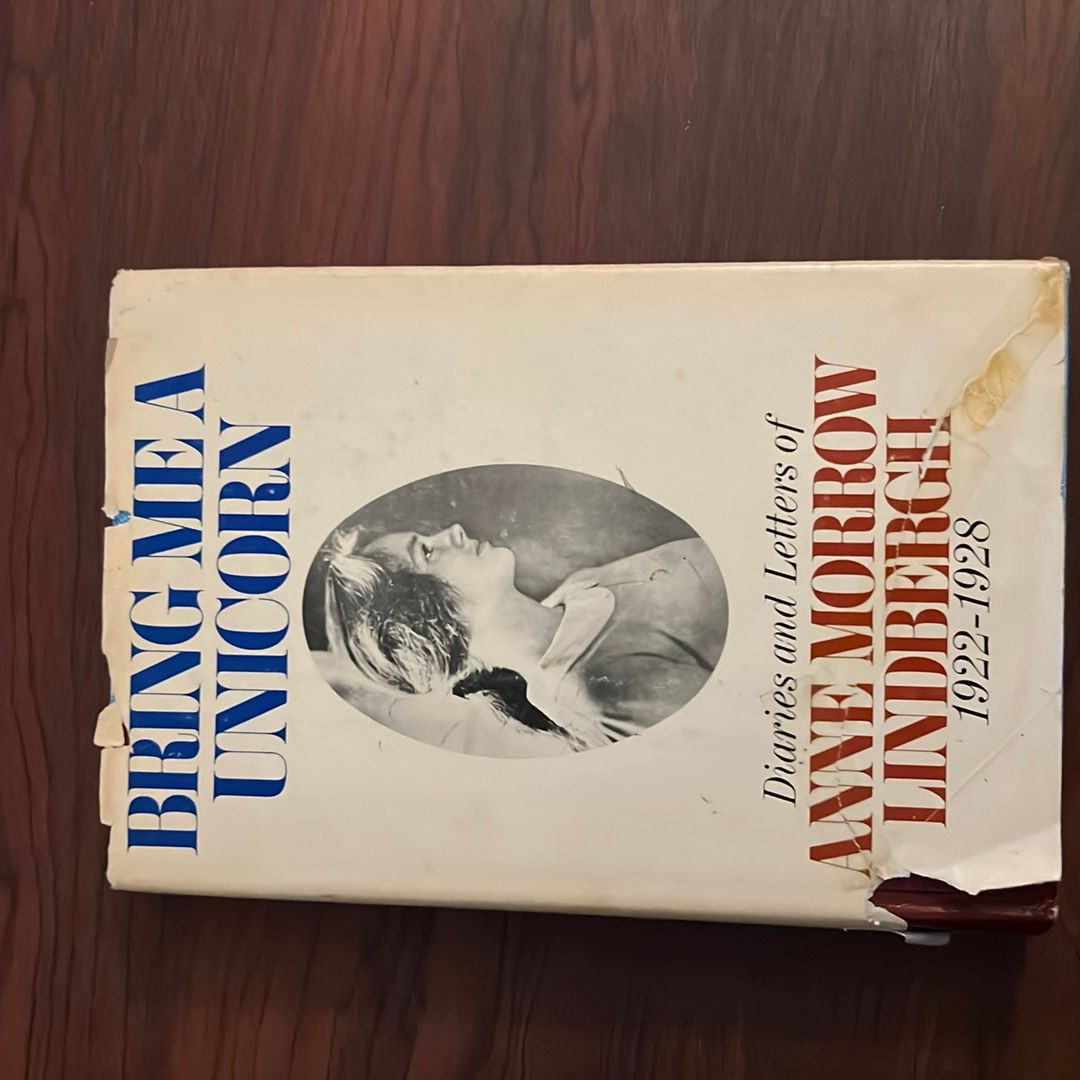 BRING ME A
UNICORN
Diaries and Letters of
ANNE MORROW
LINDBERGH
1922-1928